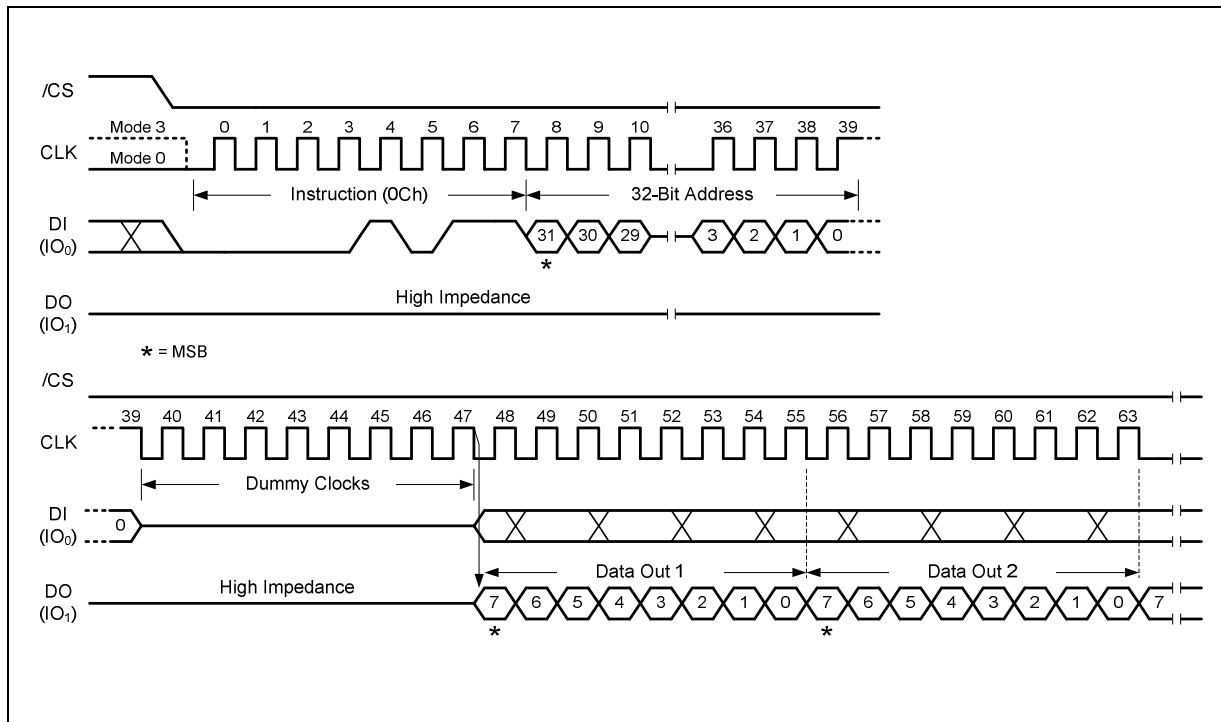 /CS
Mode 3 0 1 2 3 4 5 6 7 8 9 10 36 37 38 39
CLK Mode 0
Instruction (0Ch) 32-Bit Address
DI
(IO₀) 31 30 29 3 2 1 0
*
DO High Impedance
(IO₁)
* = MSB
/CS
39 40 41 42 43 44 45 46 47 48 49 50 51 52 53 54 55 56 57 58 59 60 61 62 63
CLK
Dummy Clocks
DI
(IO₀) 0
Data Out 1 Data Out 2
DO High Impedance
(IO₁) 7 6 5 4 3 2 1 0 7 6 5 4 3 2 1 0 7
* *